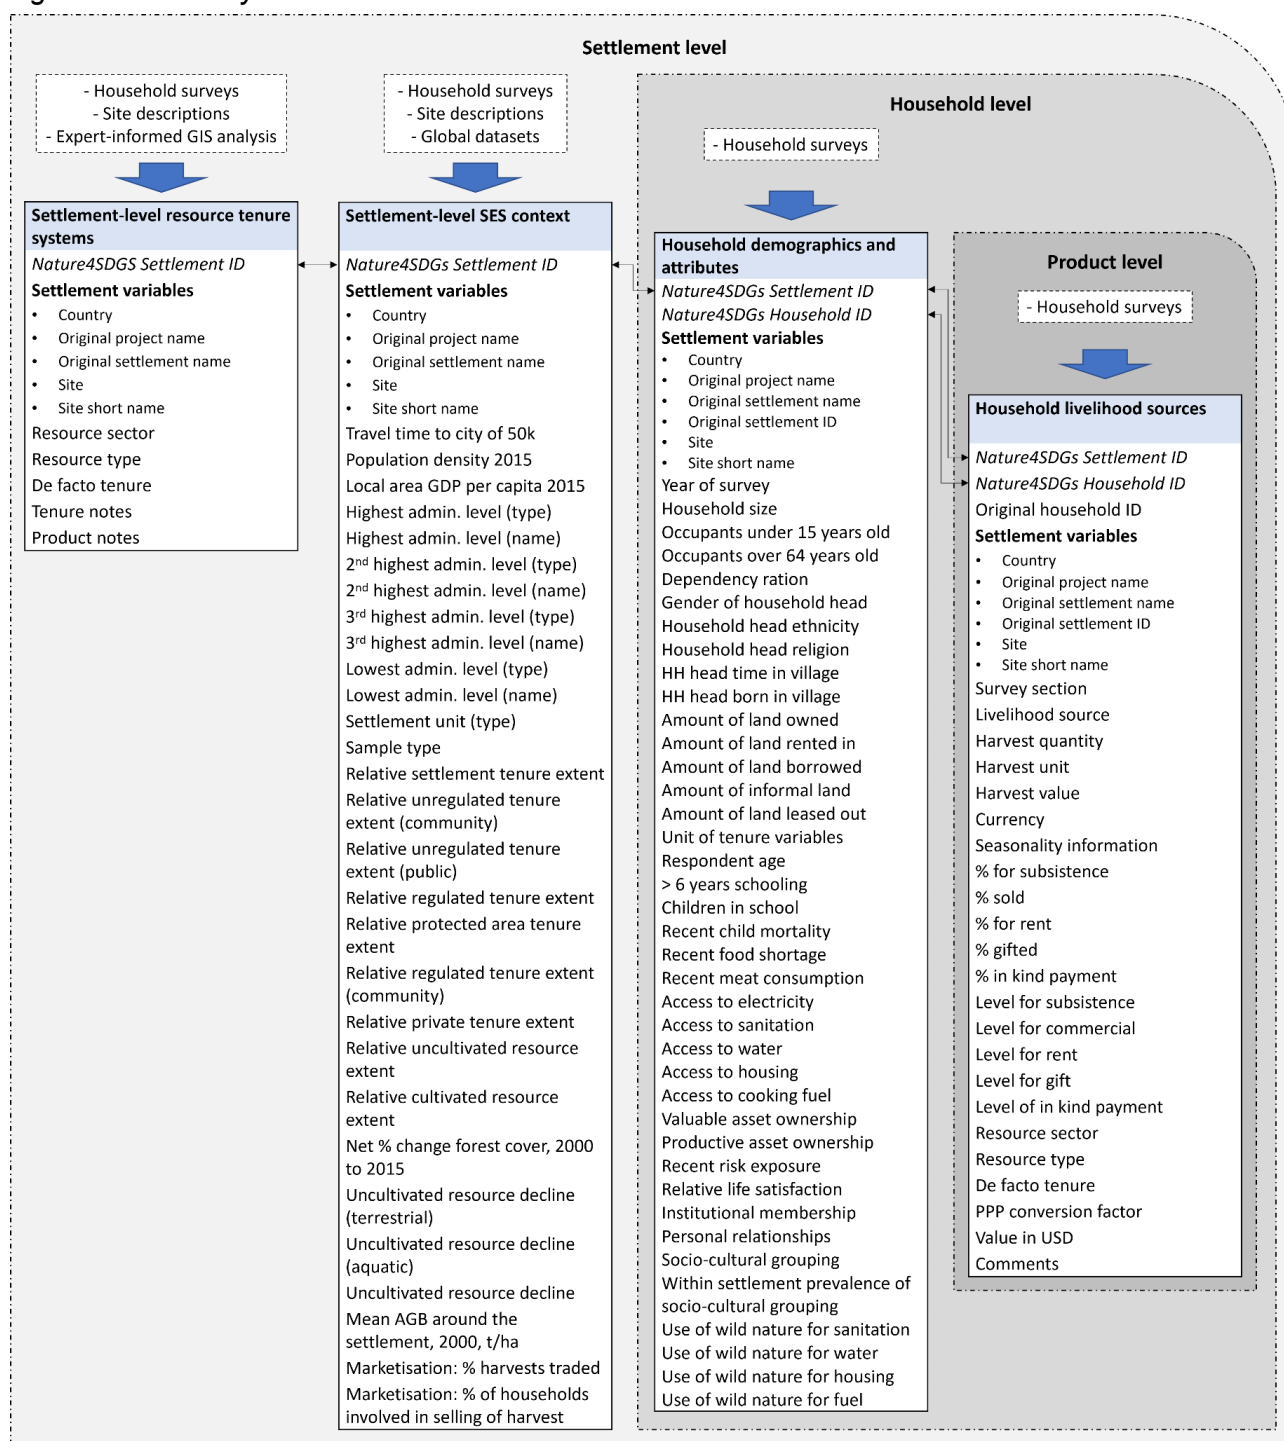 Settlement level
- Household surveys
- Site descriptions
- Expert-informed GIS analysis
Settlement-level resource tenure
systems
Nature4SDGS Settlement ID
Settlement variables
• Country
• Original project name
• Original settlement name
• Site
• Site short name
Resource sector
Resource type
De facto tenure
Tenure notes
Product notes
- Household surveys
- Site descriptions
- Global datasets
Settlement-level SES context
Nature4SDGs Settlement ID
Settlement variables
• Country
• Original project name
• Original settlement name
• Site
• Site short name
Travel time to city of 50k
Population density 2015
Local area GDP per capita 2015
Highest admin. level (type)
Highest admin. level (name)
2nd highest admin. level (type)
2nd highest admin. level (name)
3rd highest admin. level (type)
3rd highest admin. level (name)
Lowest admin. level (type)
Lowest admin. level (name)
Settlement unit (type)
Sample type
Relative settlement tenure extent
Relative unregulated tenure
extent (community)
Relative unregulated tenure
extent (public)
Relative regulated tenure extent
Relative protected area tenure
extent
Relative regulated tenure extent
(community)
Relative private tenure extent
Relative uncultivated resource
extent
Relative cultivated resource
extent
Net % change forest cover, 2000
to 2015
Uncultivated resource decline
(terrestrial)
Uncultivated resource decline
(aquatic)
Uncultivated resource decline
Mean AGB around the
settlement, 2000, t/ha
Marketisation: % harvests traded
Marketisation: % of households
involved in selling of harvest
Household level
- Household surveys
Household demographics and
attributes
Nature4SDGs Settlement ID
Nature4SDGs Household ID
Settlement variables
• Country
• Original project name
• Original settlement name
• Original settlement ID
• Site
• Site short name
Year of survey
Household size
Occupants under 15 years old
Occupants over 64 years old
Dependency ration
Gender of household head
Household head ethnicity
Household head religion
HH head time in village
HH head born in village
Amount of land owned
Amount of land rented in
Amount of land borrowed
Amount of informal land
Amount of land leased out
Unit of tenure variables
Respondent age
> 6 years schooling
Children in school
Recent child mortality
Recent food shortage
Recent meat consumption
Access to electricity
Access to sanitation
Access to water
Access to housing
Access to cooking fuel
Valuable asset ownership
Productive asset ownership
Recent risk exposure
Relative life satisfaction
Institutional membership
Personal relationships
Socio-cultural grouping
Within settlement prevalence of
socio-cultural grouping
Use of wild nature for sanitation
Use of wild nature for water
Use of wild nature for housing
Use of wild nature for fuel
Product level
- Household surveys
Household livelihood sources
Nature4SDGs Settlement ID
Nature4SDGs Household ID
Original household ID
Settlement variables
• Country
• Original project name
• Original settlement name
• Original settlement ID
• Site
• Site short name
Survey section
Livelihood source
Harvest quantity
Harvest unit
Harvest value
Currency
Seasonality information
% for subsistence
% sold
% for rent
% gifted
% in kind payment
Level for subsistence
Level for commercial
Level for rent
Level for gift
Level of in kind payment
Resource sector
Resource type
De facto tenure
PPP conversion factor
Value in USD
Comments